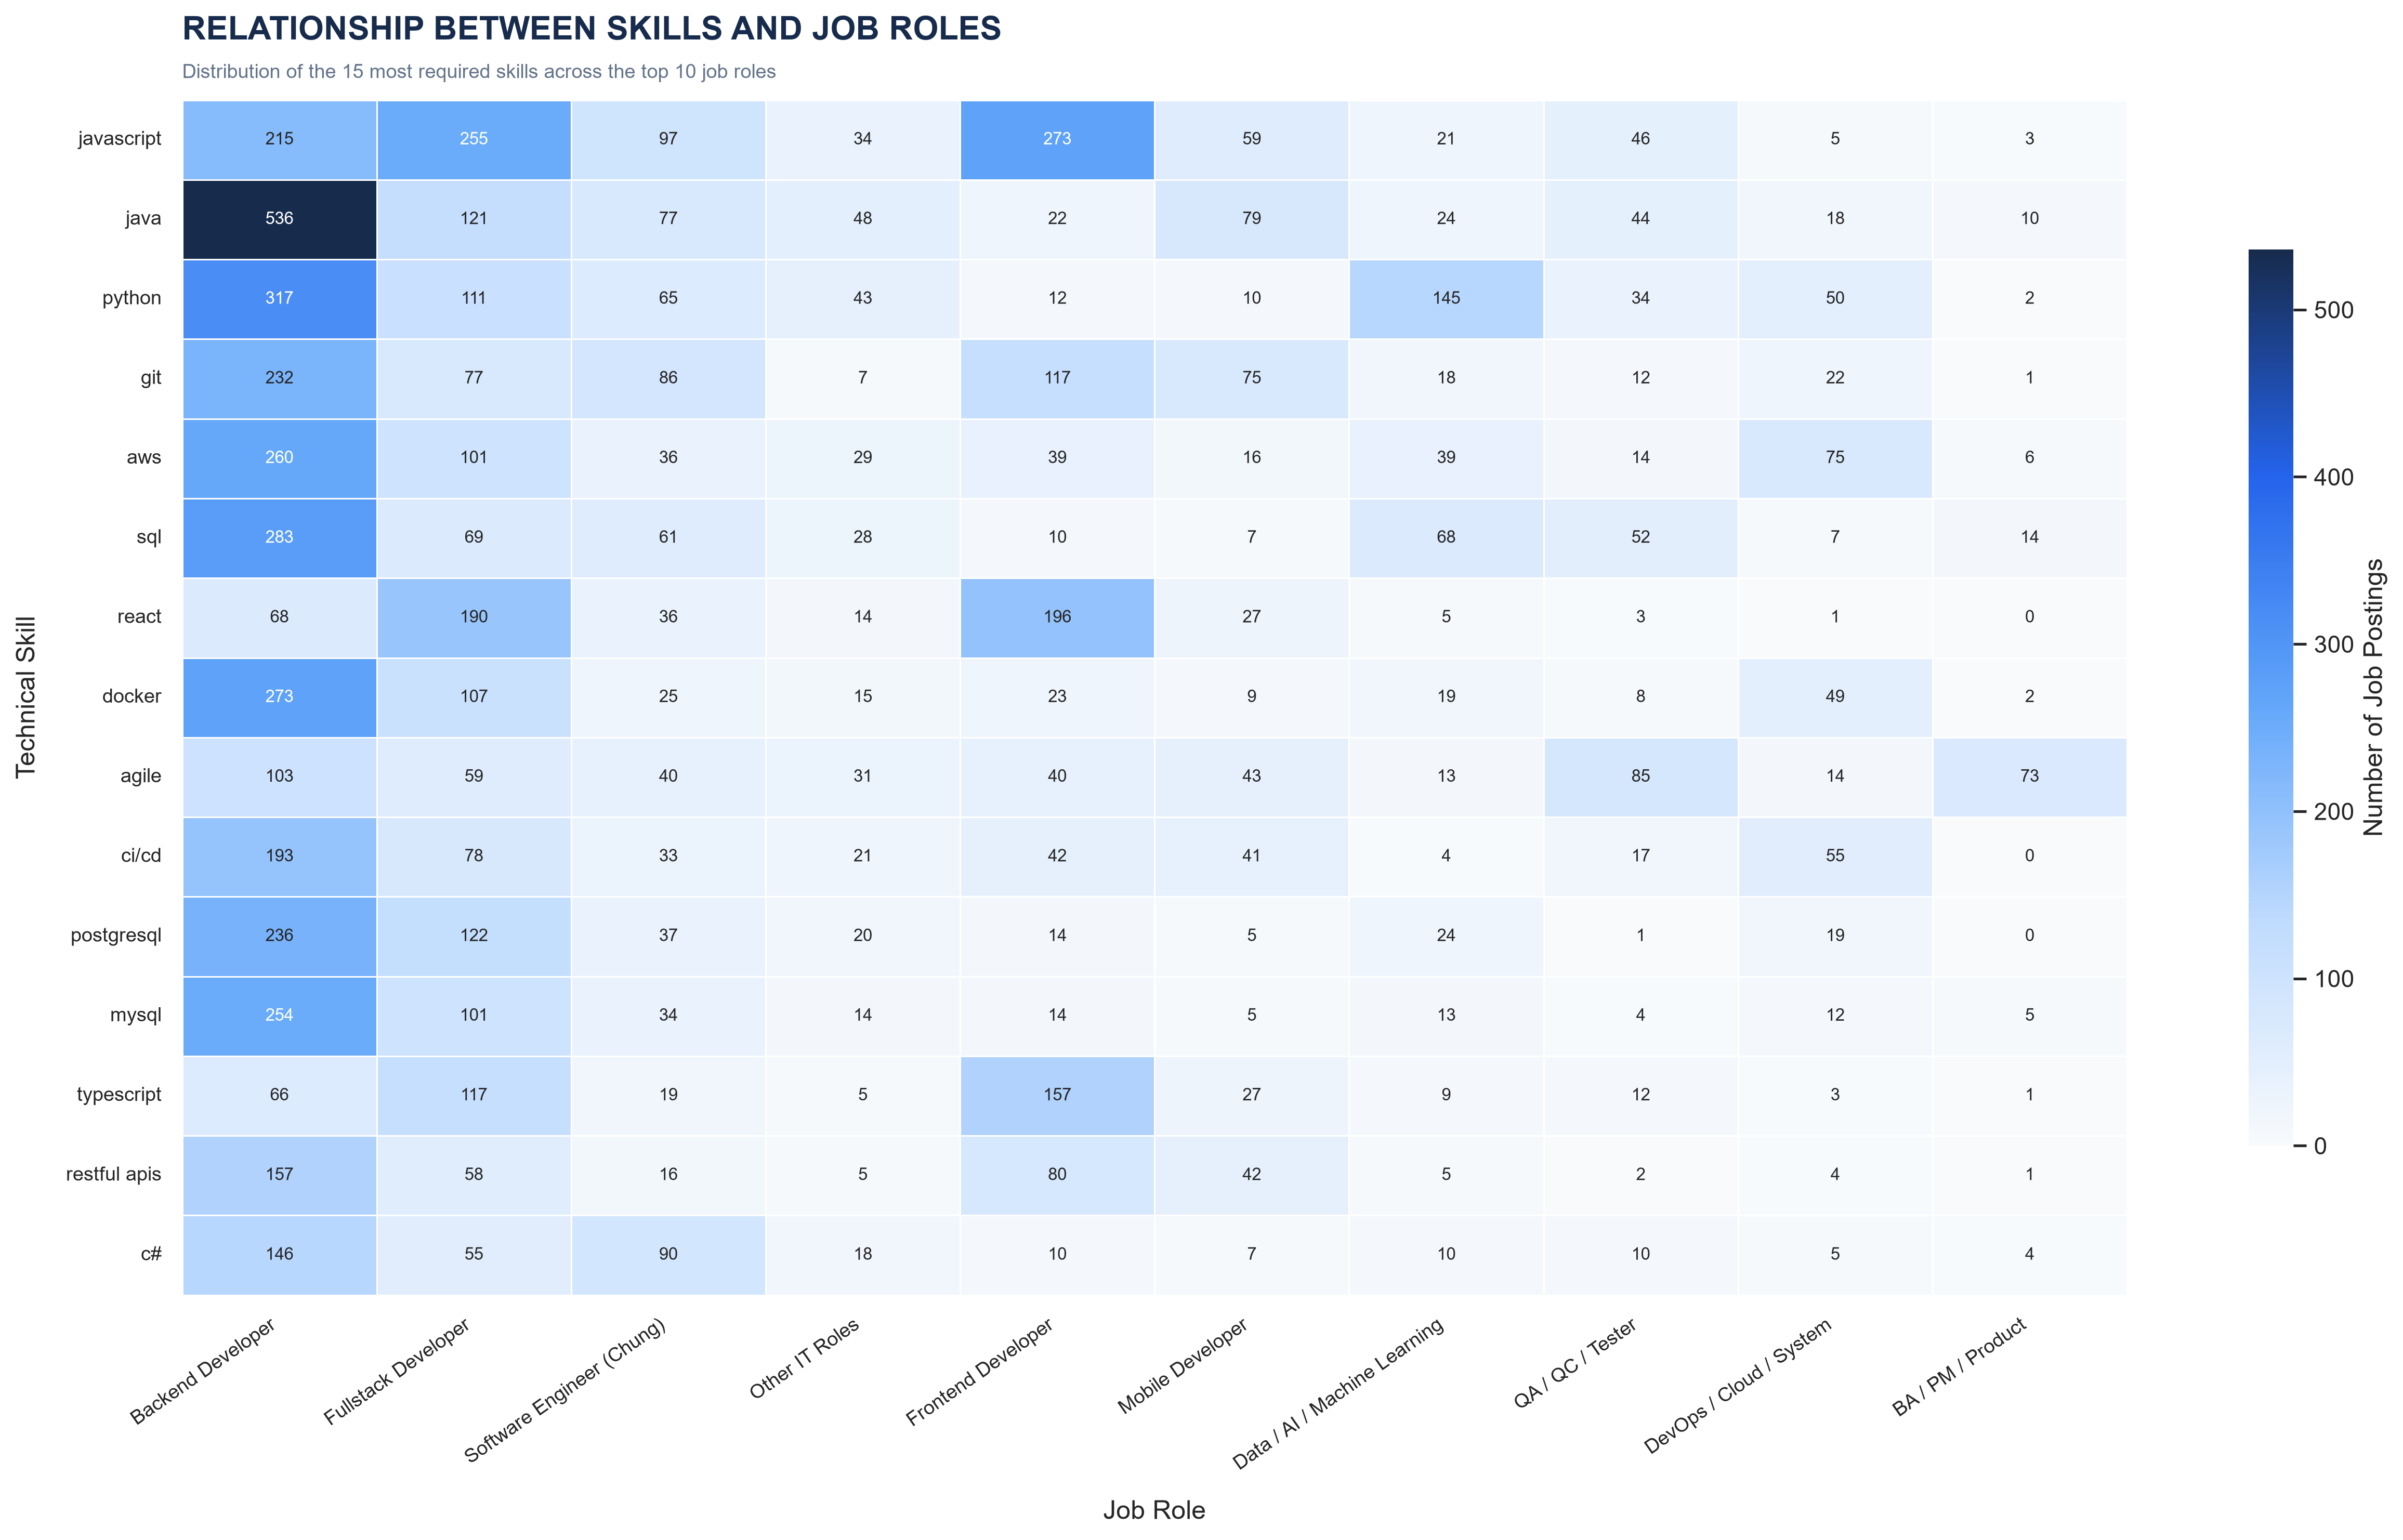 RELATIONSHIP BETWEEN SKILLS AND JOB ROLES
Distribution of the 15 most required skills across the top 10 job roles
Technical Skill
javascript 215 255 97 34 273 59 21 46 5 3
java 536 121 77 48 22 79 24 44 18 10
python 317 111 65 43 12 10 145 34 50 2
git 232 77 86 7 117 75 18 12 22 1
aws 260 101 36 29 39 16 39 14 75 6
sql 283 69 61 28 10 7 68 52 7 14
react 68 190 36 14 196 27 5 3 1 0
docker 273 107 25 15 23 9 19 8 49 2
agile 103 59 40 31 40 43 13 85 14 73
ci/cd 193 78 33 21 42 41 4 17 55 0
postgresql 236 122 37 20 14 5 24 1 19 0
mysql 254 101 34 14 14 5 13 4 12 5
typescript 66 117 19 5 157 27 9 12 3 1
restful apis 157 58 16 5 80 42 5 2 4 1
c# 146 55 90 18 10 7 10 10 5 4
Backend Developer
Fullstack Developer
Software Engineer (Chung)
Other IT Roles
Frontend Developer
Mobile Developer
Data / AI / Machine Learning
QA / QC / Tester
DevOps / Cloud / System
BA / PM / Product
Job Role
500
400
300
200
100
0
Number of Job Postings